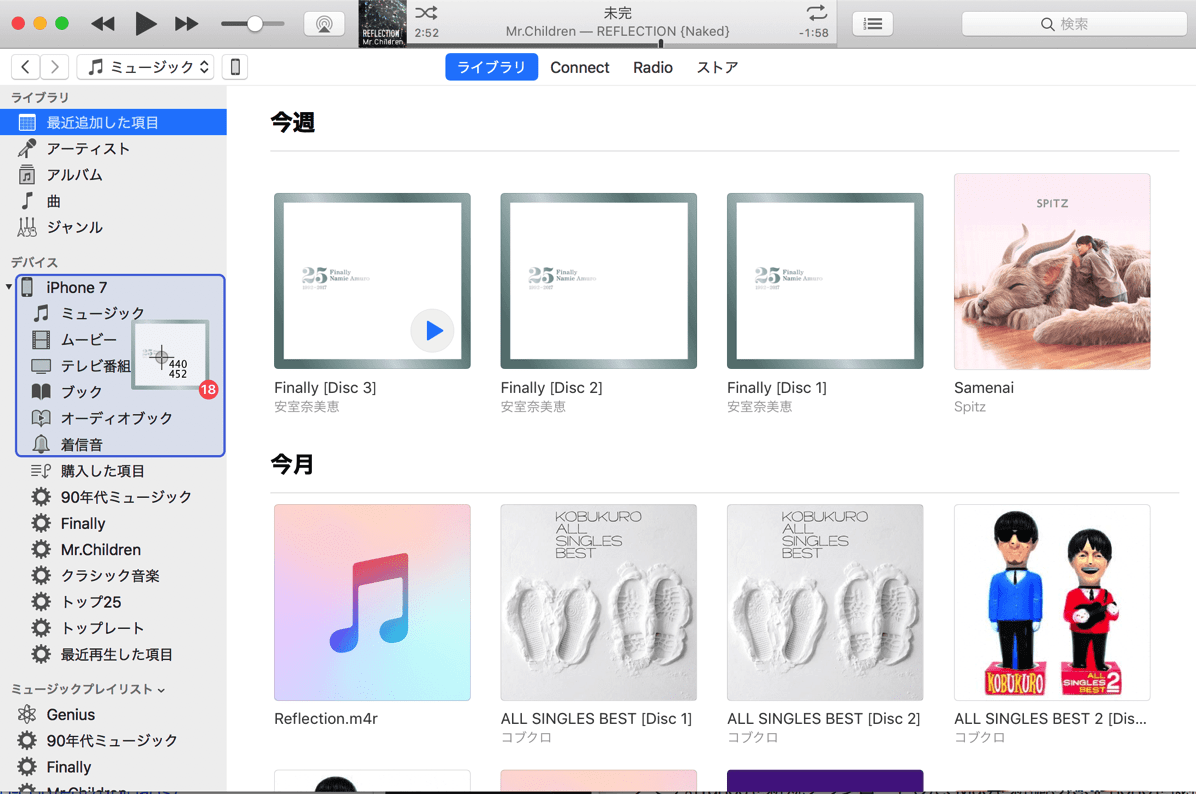 未完
2:52
Mr.Children — REFLECTION {Naked}
-1:58
REFLECTION
Mr.Children
検索
ミュージック
ライブラリ
Connect
Radio
ストア
ライブラリ
最近追加した項目
アーティスト
アルバム
曲
ジャンル
デバイス
iPhone 7
ミュージック
ムービー
テレビ番組
ブック
オーディオブック
着信音
440
452
18
購入した項目
90年代ミュージック
Finally
Mr.Children
クラシック音楽
トップ25
トップレート
最近再生した項目
ミュージックプレイリスト
Genius
90年代ミュージック
Finally
Mr.Children
今週
25 Finally
Namie Amuro
Finally [Disc 3]
安室奈美恵
25 Finally
Namie Amuro
Finally [Disc 2]
安室奈美恵
25 Finally
Namie Amuro
Finally [Disc 1]
安室奈美恵
SPITZ
Samenai
Spitz
今月
Reflection.m4r
KOBUKURO
ALL
SINGLES
BEST
ALL SINGLES BEST [Disc 1]
コブクロ
KOBUKURO
ALL
SINGLES
BEST
ALL SINGLES BEST [Disc 2]
コブクロ
KOBUKURO
ALL
SINGLES
BEST 2
ALL SINGLES BEST 2 [Dis...
コブクロ